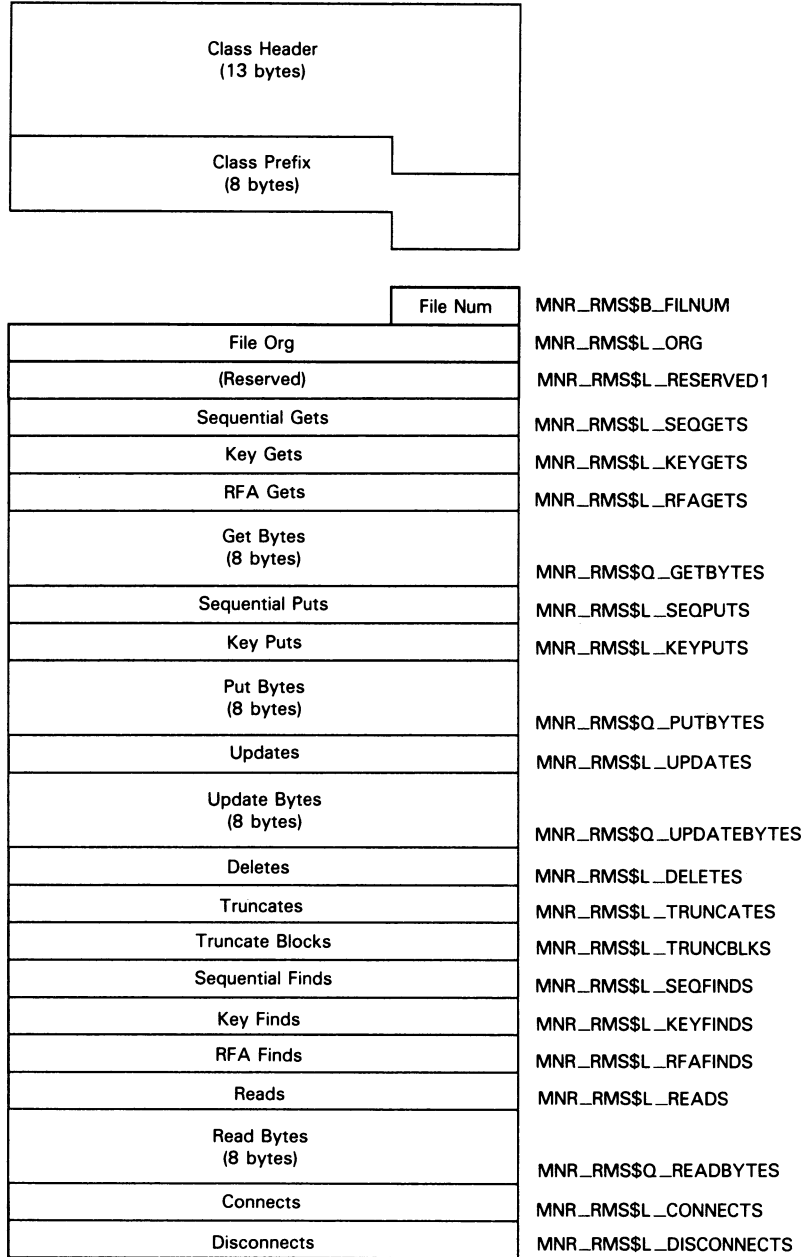 Class Header
(13 bytes)
Class Prefix
(8 bytes)
File Num MNR_RMS$B_FILNUM
File Org MNR_RMS$L_ORG
(Reserved) MNR_RMS$L_RESERVED1
Sequential Gets MNR_RMS$L_SEQGETS
Key Gets MNR_RMS$L_KEYGETS
RFA Gets MNR_RMS$L_RFAGETS
Get Bytes
(8 bytes)
MNR_RMS$Q_GETBYTES
Sequential Puts MNR_RMS$L_SEQPUTS
Key Puts MNR_RMS$L_KEYPUTS
Put Bytes
(8 bytes)
MNR_RMS$Q_PUTBYTES
Updates MNR_RMS$L_UPDATES
Update Bytes
(8 bytes)
MNR_RMS$Q_UPDATEBYTES
Deletes MNR_RMS$L_DELETES
Truncates MNR_RMS$L_TRUNCATES
Truncate Blocks MNR_RMS$L_TRUNCBLKS
Sequential Finds MNR_RMS$L_SEQFINDS
Key Finds MNR_RMS$L_KEYFINDS
RFA Finds MNR_RMS$L_RFAFINDS
Reads MNR_RMS$L_READS
Read Bytes
(8 bytes)
MNR_RMS$Q_READBYTES
Connects MNR_RMS$L_CONNECTS
Disconnects MNR_RMS$L_DISCONNECTS